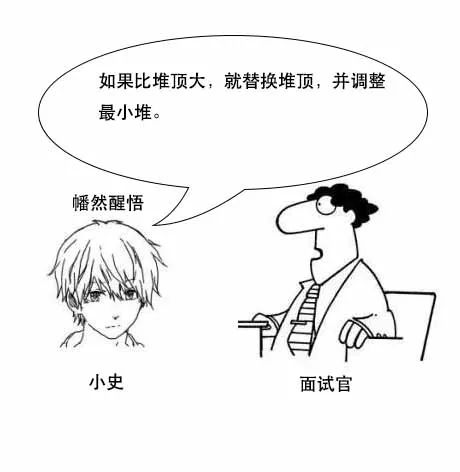 如果比堆顶大，就替换堆顶，并调整
最小堆。
幡然醒悟
小史
面试官